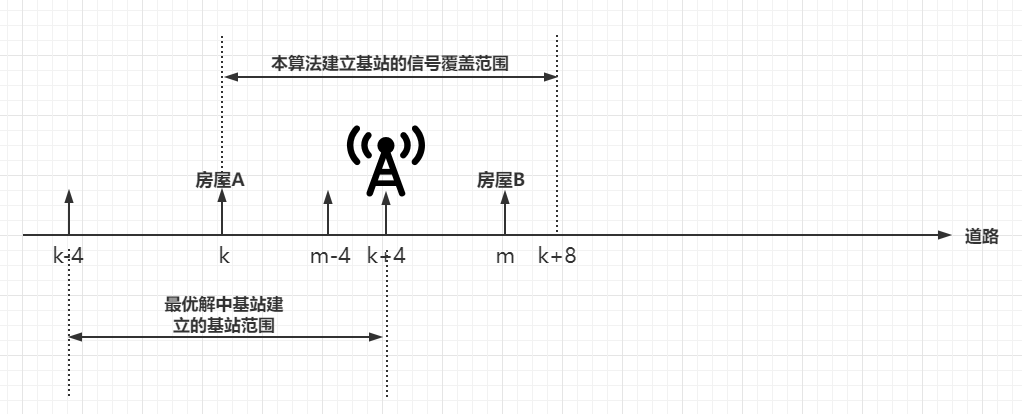 本算法建立基站的信号覆盖范围
房屋A
房屋B
道路
k-4
k
m-4
k+4
m
k+8
最优解中基站建
立的基站范围